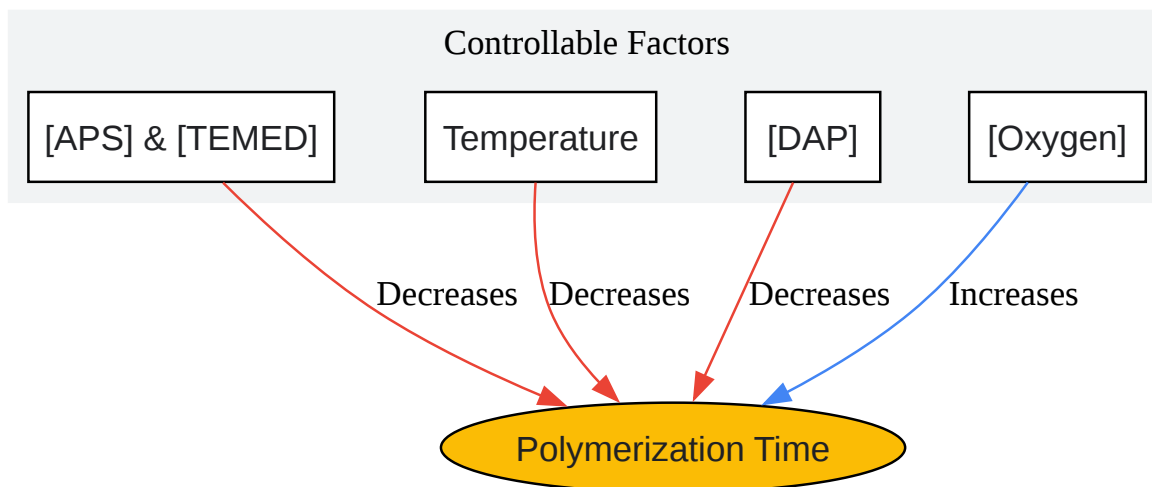 Controllable Factors
[APS] & [TEMED]
Temperature
[DAP]
[Oxygen]
Decreases
Decreases
Decreases
Increases
Polymerization Time